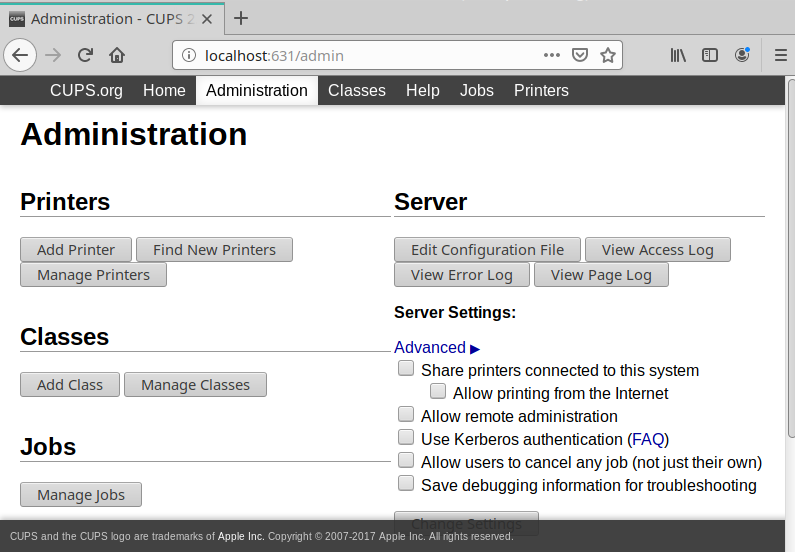 CUPS
Administration - CUPS 2
localhost:631/admin
CUPS.org Home Administration Classes Help Jobs Printers
Administration
Printers
Add Printer Find New Printers
Manage Printers
Classes
Add Class Manage Classes
Jobs
Manage Jobs
Server
Edit Configuration File View Access Log
View Error Log View Page Log
Server Settings:
Advanced ▶
Share printers connected to this system
Allow printing from the Internet
Allow remote administration
Use Kerberos authentication (FAQ)
Allow users to cancel any job (not just their own)
Save debugging information for troubleshooting
Change Settings
CUPS and the CUPS logo are trademarks of Apple Inc. Copyright © 2007-2017 Apple Inc. All rights reserved.